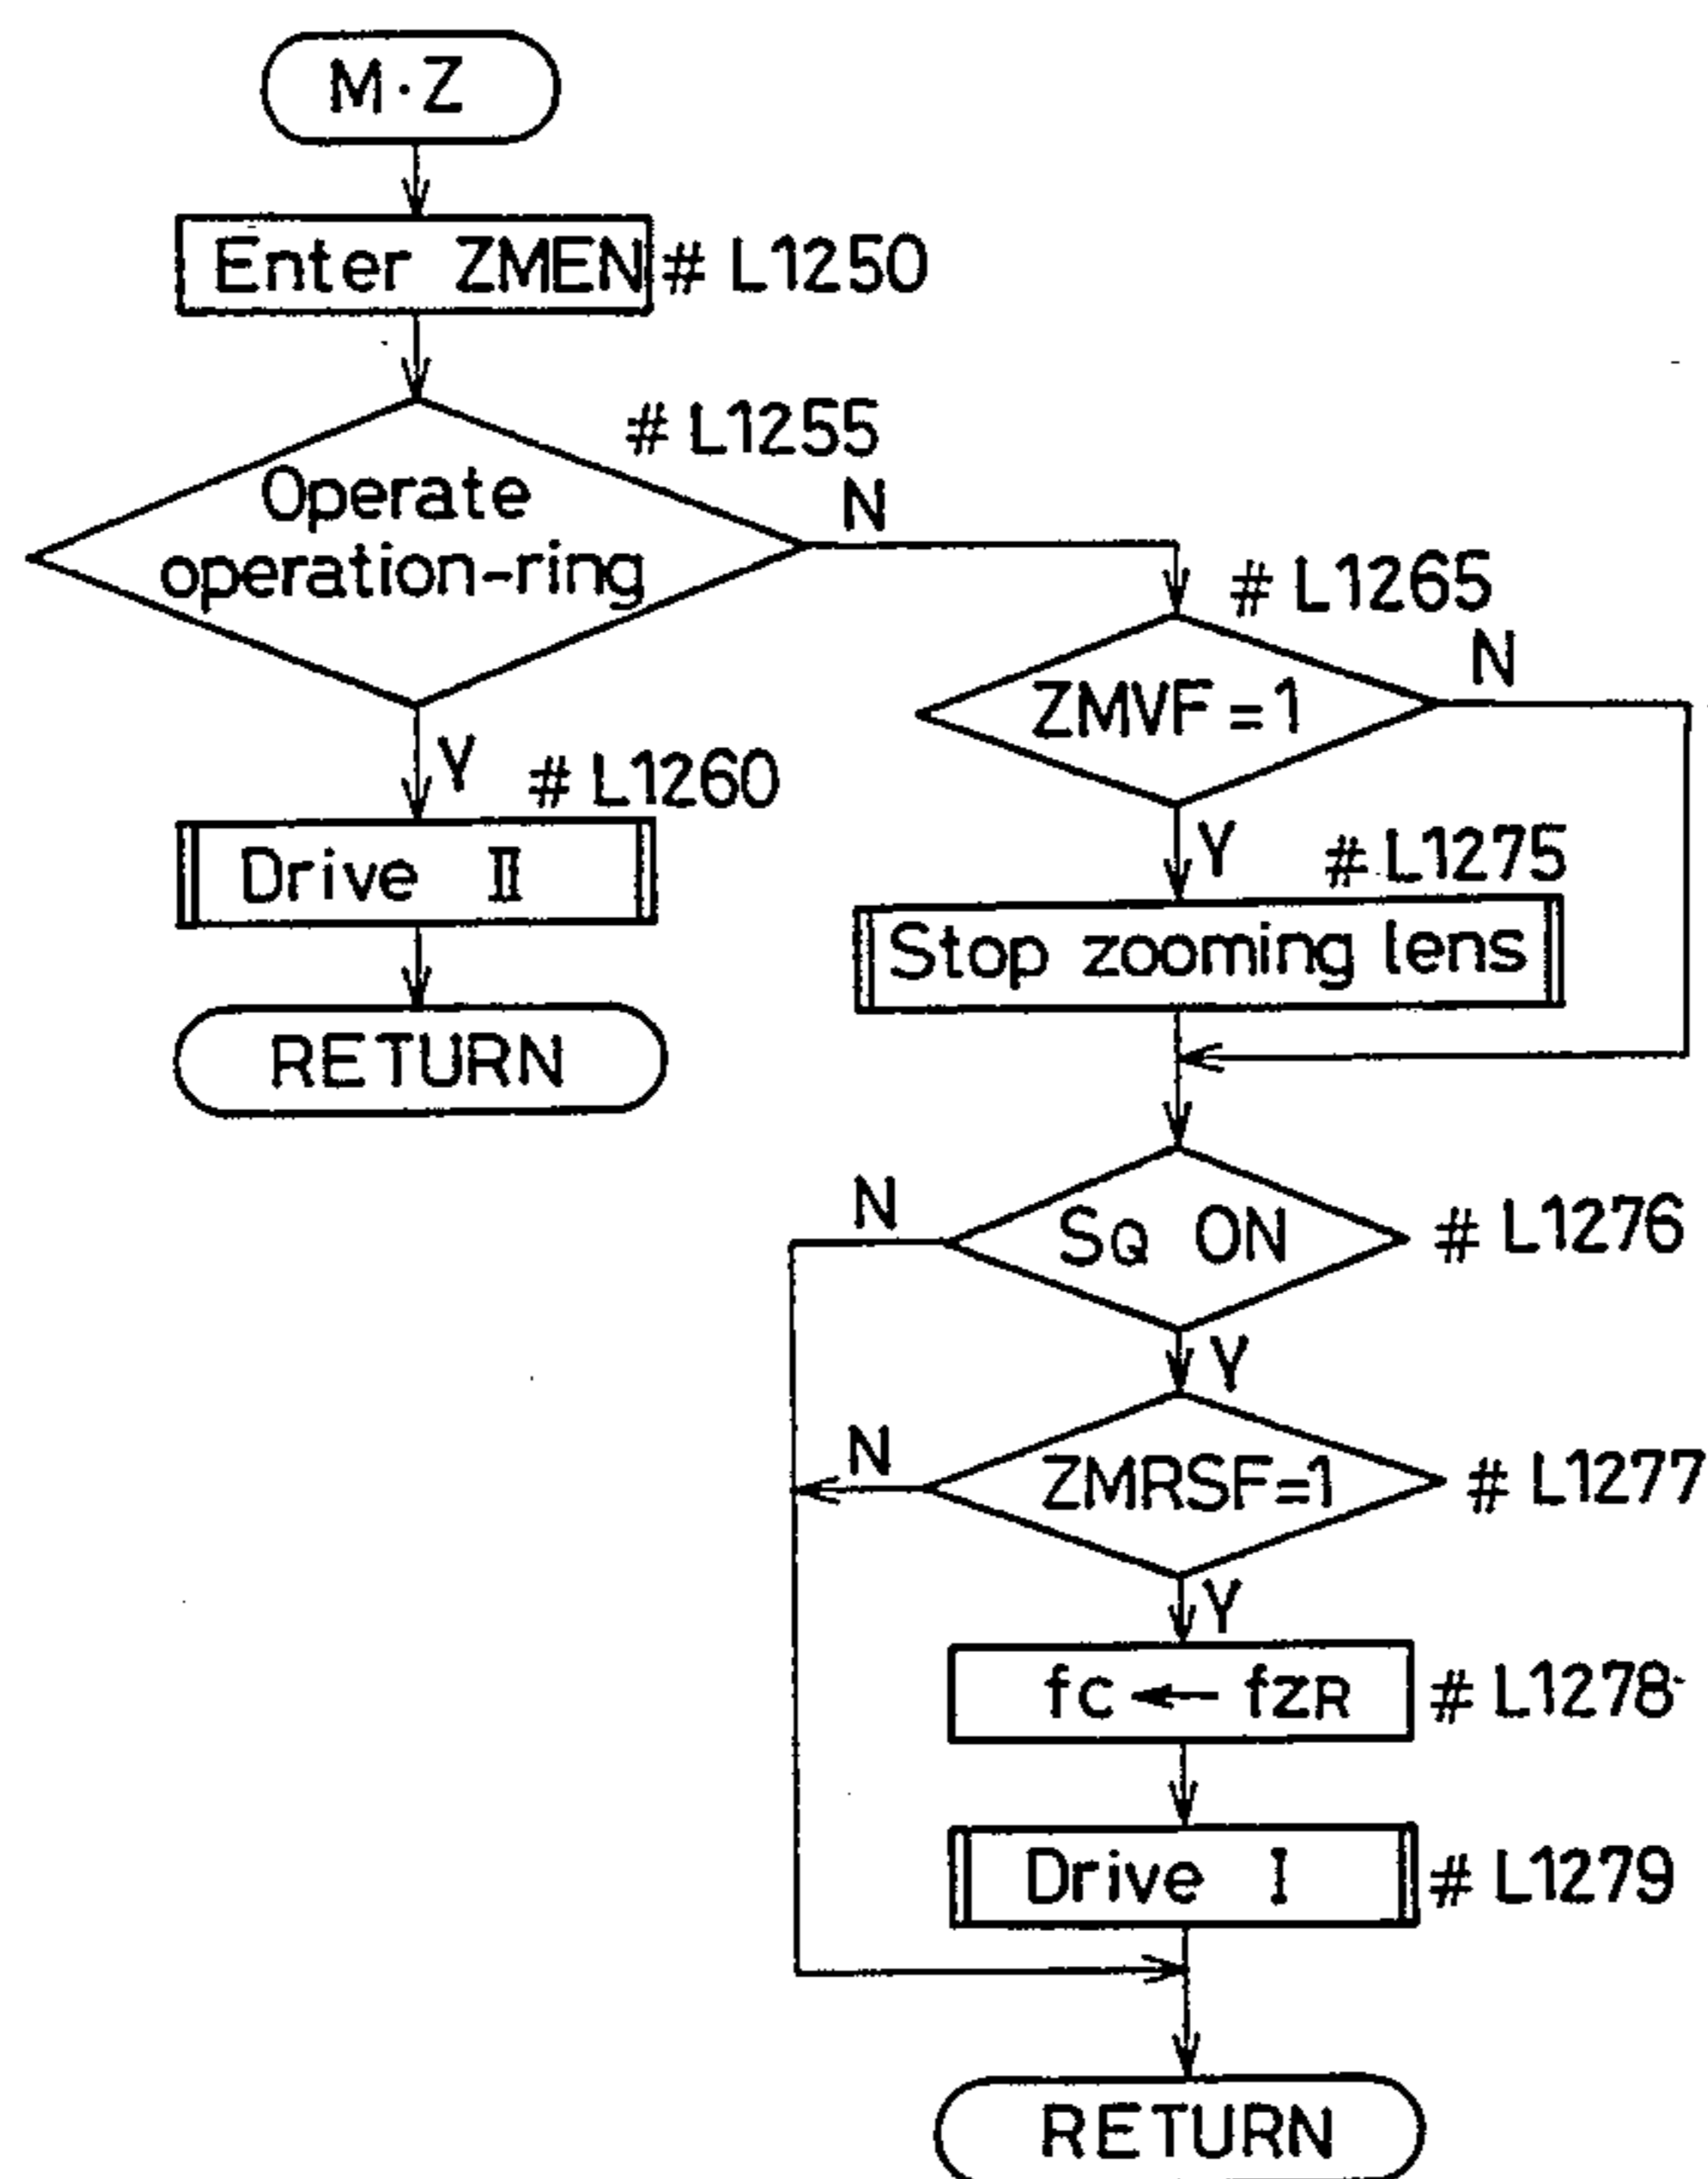 M·Z
Enter ZMEN # L1250
# L1255
Operate
operation-ring
N
Y
# L1260
Drive II
RETURN
# L1265
ZMVF=1
N
Y
# L1275
Stop zooming lens
N
SQ ON # L1276
Y
N
ZMRSF=1 # L1277
Y
fC ← fZR # L1278
Drive I # L1279
RETURN